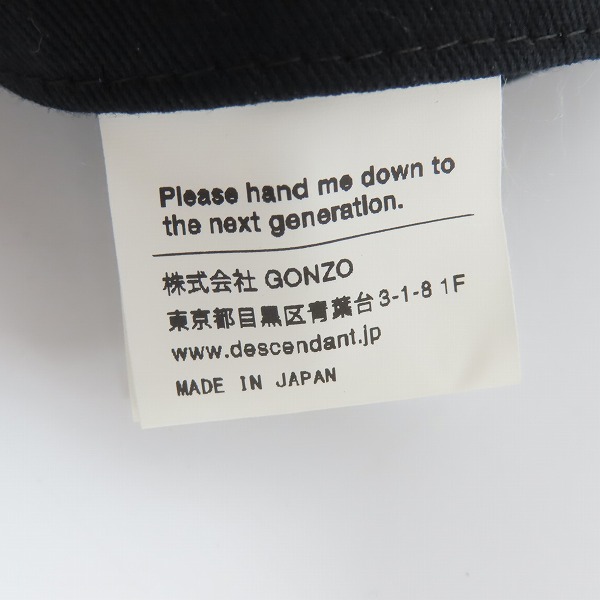 Please hand me down to
the next generation.
株式会社 GONZO
東京都目黒区青葉台3-1-8 1F
www.descendant.jp
MADE IN JAPAN